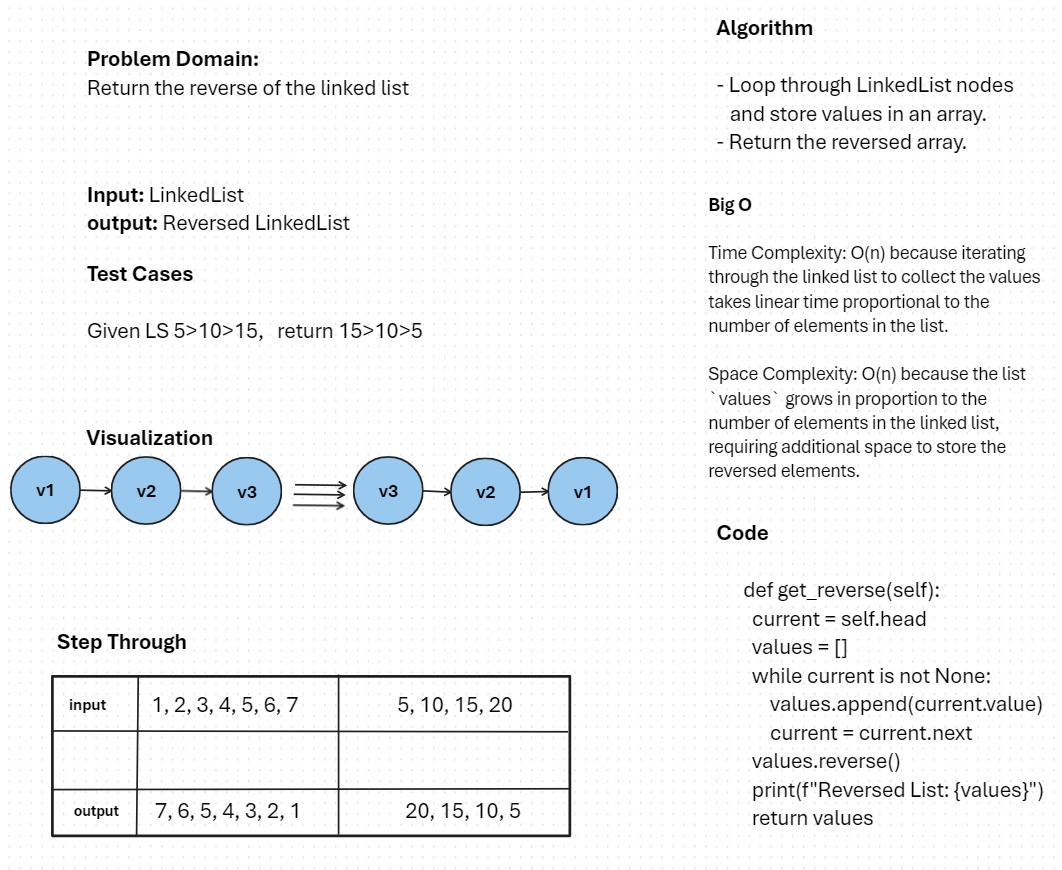 Problem Domain:
Return the reverse of the linked list
Input: LinkedList
output: Reversed LinkedList
Test Cases
Given LS 5>10>15, return 15>10>5
Visualization
v1 v2 v3 v3 v2 v1
Step Through
input 1, 2, 3, 4, 5, 6, 7 5, 10, 15, 20
output 7, 6, 5, 4, 3, 2, 1 20, 15, 10, 5
Algorithm
- Loop through LinkedList nodes
and store values in an array.
- Return the reversed array.
Big O
Time Complexity: O(n) because iterating
through the linked list to collect the values
takes linear time proportional to the
number of elements in the list.
Space Complexity: O(n) because the list
`values` grows in proportion to the
number of elements in the linked list,
requiring additional space to store the
reversed elements.
Code
def get_reverse(self):
current = self.head
values = []
while current is not None:
values.append(current.value)
current = current.next
values.reverse()
print(f"Reversed List: {values}")
return values